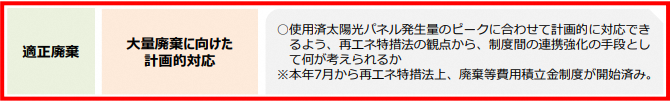 適正廃棄
大量廃棄に向けた
計画的対応
○使用済太陽光パネル発生量のピークに合わせて計画的に対応でき
るよう、再エネ特措法の観点から、制度間の連携強化の手段とし
て何が考えられるか
※本年7月から再エネ特措法上、廃棄等費用積立金制度が開始済み。